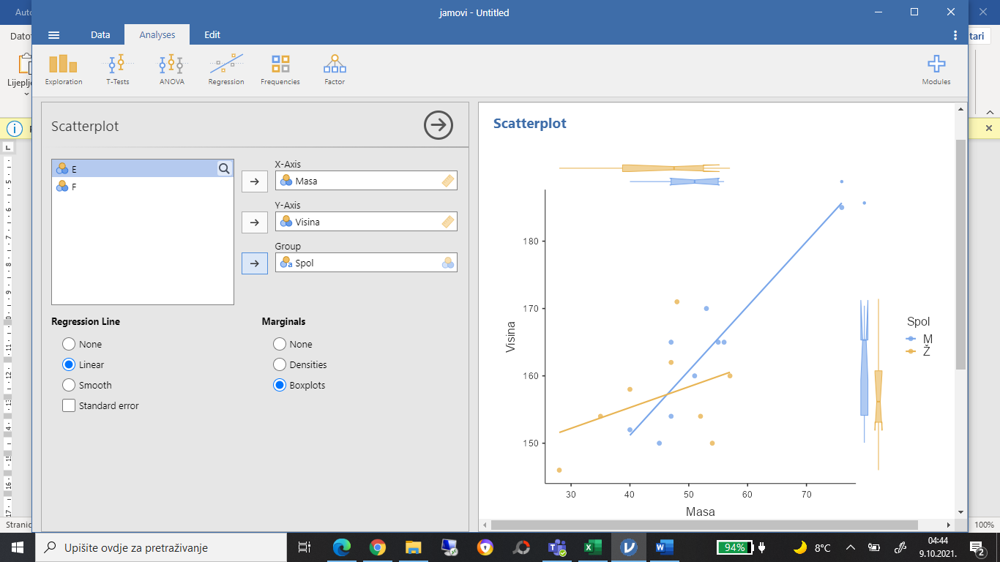 Auto
jamovi - Untitled
Data
Analyses
Edit
Dato
tari
Lijeplje
Exploration
T-Tests
ANOVA
Regression
Frequencies
Factor
Modules
Scatterplot
E
F
X-Axis
Masa
Y-Axis
Visina
Group
a
Spol
Regression Line
None
Linear
Smooth
Standard error
Marginals
None
Densities
Boxplots
Scatterplot
180
170
160
150
Visina
30
40
50
60
70
Masa
Spol
M
Ž
Stranic
100%
Upišite ovdje za pretraživanje
94%
8°C
04:44
9.10.2021.
2